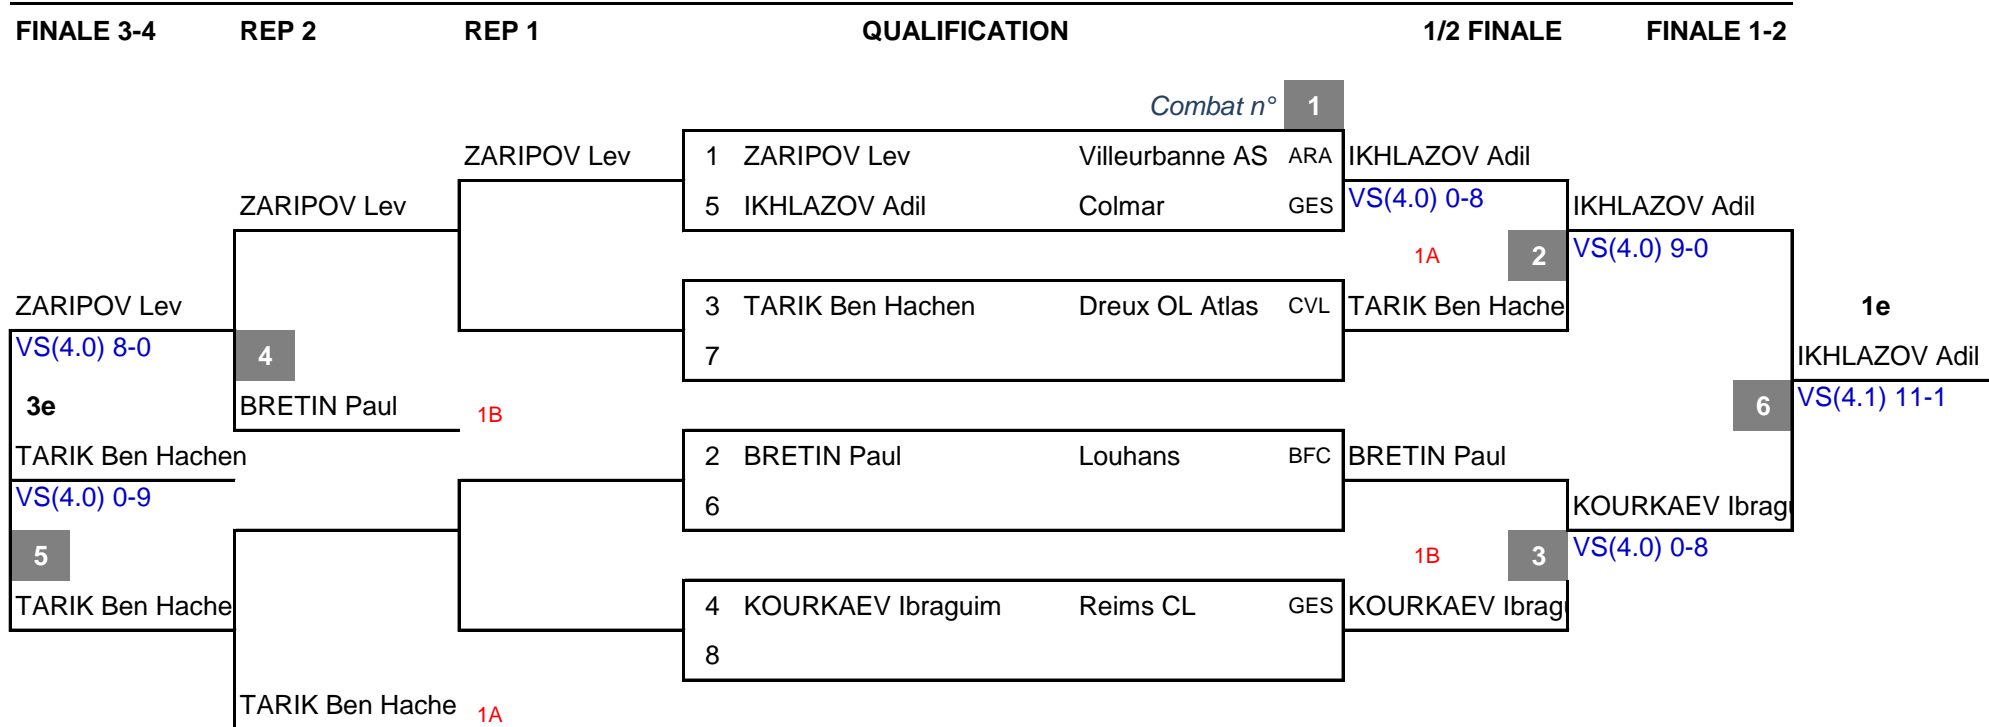 FINALE 3-4 REP 2 REP 1 QUALIFICATION 1/2 FINALE FINALE 1-2
Combat n° 1
ZARIPOV Lev 1 ZARIPOV Lev Villeurbanne AS ARA IKHLAZOV Adil
ZARIPOV Lev 5 IKHLAZOV Adil Colmar GES VS(4.0) 0-8 IKHLAZOV Adil
1A 2 VS(4.0) 9-0
ZARIPOV Lev 3 TARIK Ben Hachen Dreux OL Atlas CVL TARIK Ben Hache 1e
VS(4.0) 8-0 4 7 IKHLAZOV Adil
3e BRETIN Paul 1B 6 VS(4.1) 11-1
TARIK Ben Hachen 2 BRETIN Paul Louhans BFC BRETIN Paul
VS(4.0) 0-9 6 KOURKAEV Ibragu
5 1B 3 VS(4.0) 0-8
TARIK Ben Hache 4 KOURKAEV Ibraguim Reims CL GES KOURKAEV Ibragu
8
TARIK Ben Hache 1A